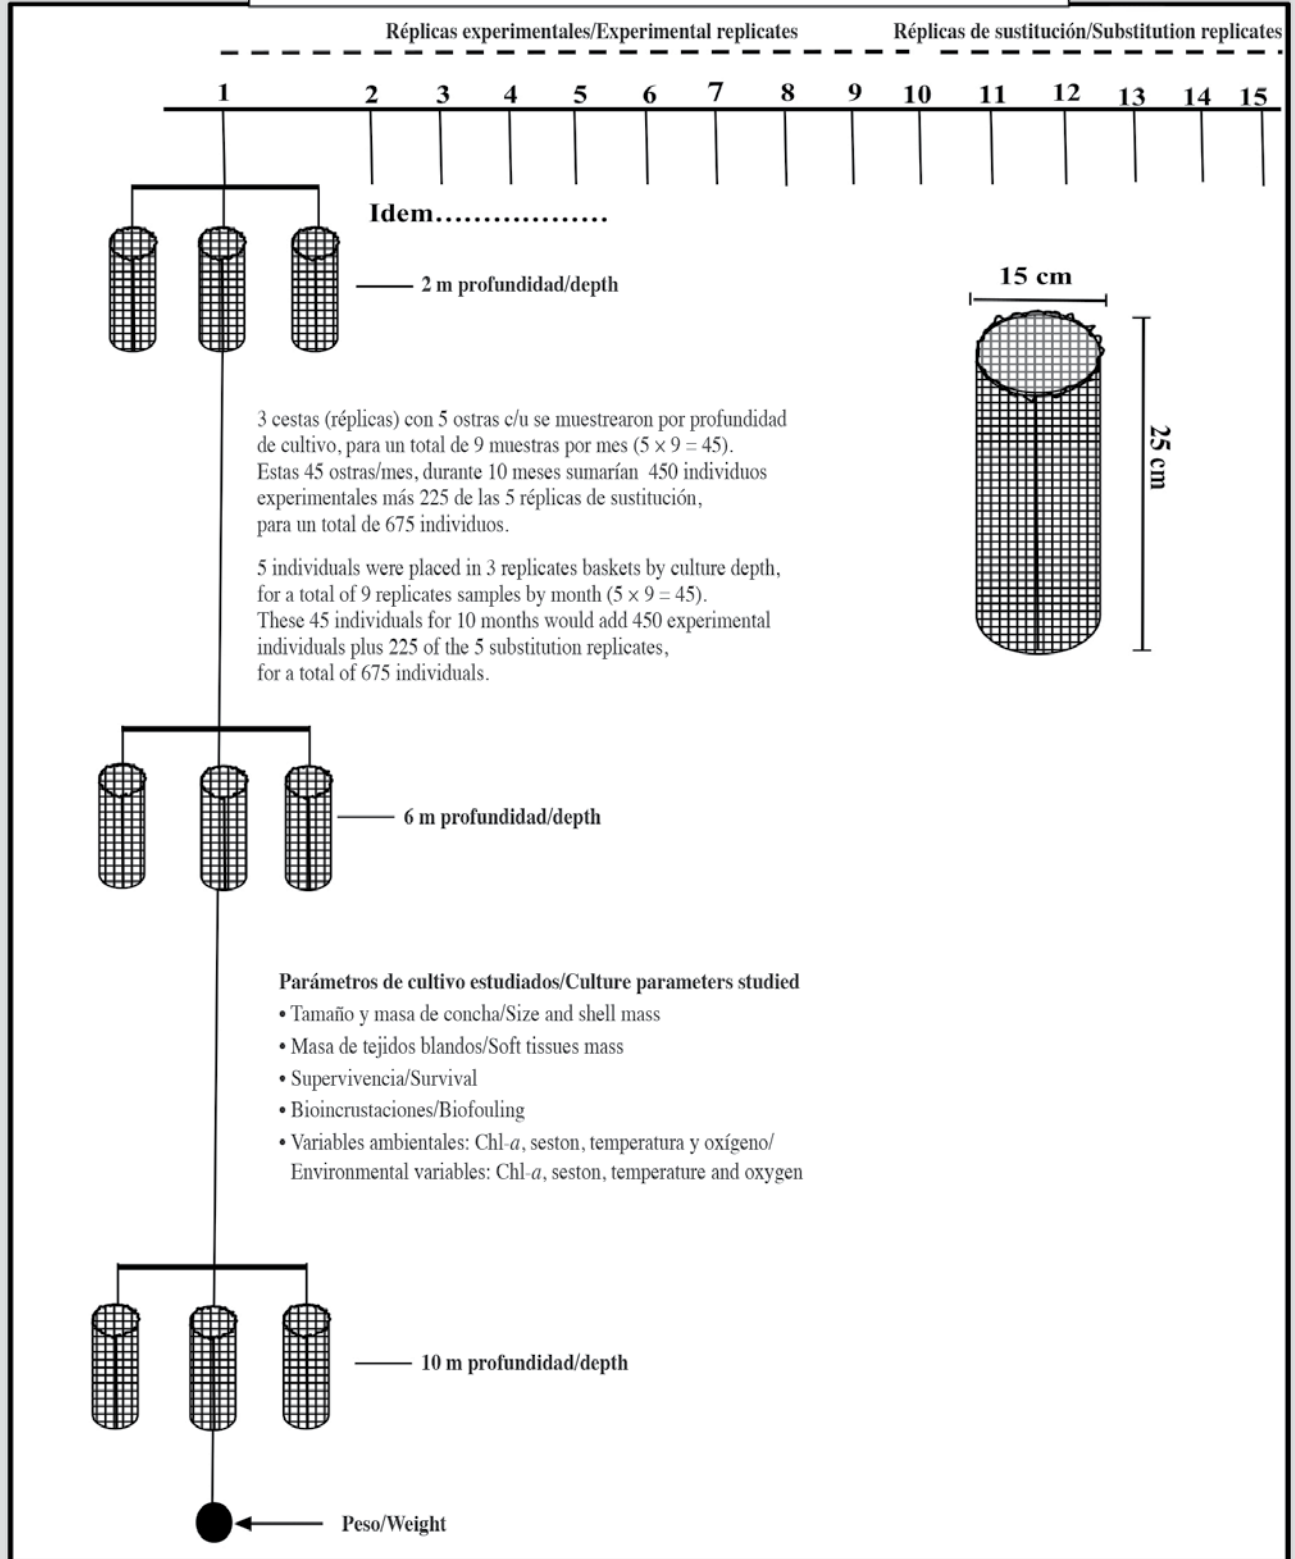 Réplicas experimentales/Experimental replicates
Réplicas de sustitución/Substitution replicates
1 2 3 4 5 6 7 8 9 10 11 12 13 14 15
Idem..................
2 m profundidad/depth
15 cm
25 cm
3 cestas (réplicas) con 5 ostras c/u se muestrearon por profundidad
de cultivo, para un total de 9 muestras por mes (5 × 9 = 45).
Estas 45 ostras/mes, durante 10 meses sumarían 450 individuos
experimentales más 225 de las 5 réplicas de sustitución,
para un total de 675 individuos.
5 individuals were placed in 3 replicates baskets by culture depth,
for a total of 9 replicates samples by month (5 × 9 = 45).
These 45 individuals for 10 months would add 450 experimental
individuals plus 225 of the 5 substitution replicates,
for a total of 675 individuals.
6 m profundidad/depth
Parámetros de cultivo estudiados/Culture parameters studied
• Tamaño y masa de concha/Size and shell mass
• Masa de tejidos blandos/Soft tissues mass
• Supervivencia/Survival
• Bioincrustaciones/Biofouling
• Variables ambientales: Chl-a, seston, temperatura y oxígeno/
Environmental variables: Chl-a, seston, temperature and oxygen
10 m profundidad/depth
Peso/Weight